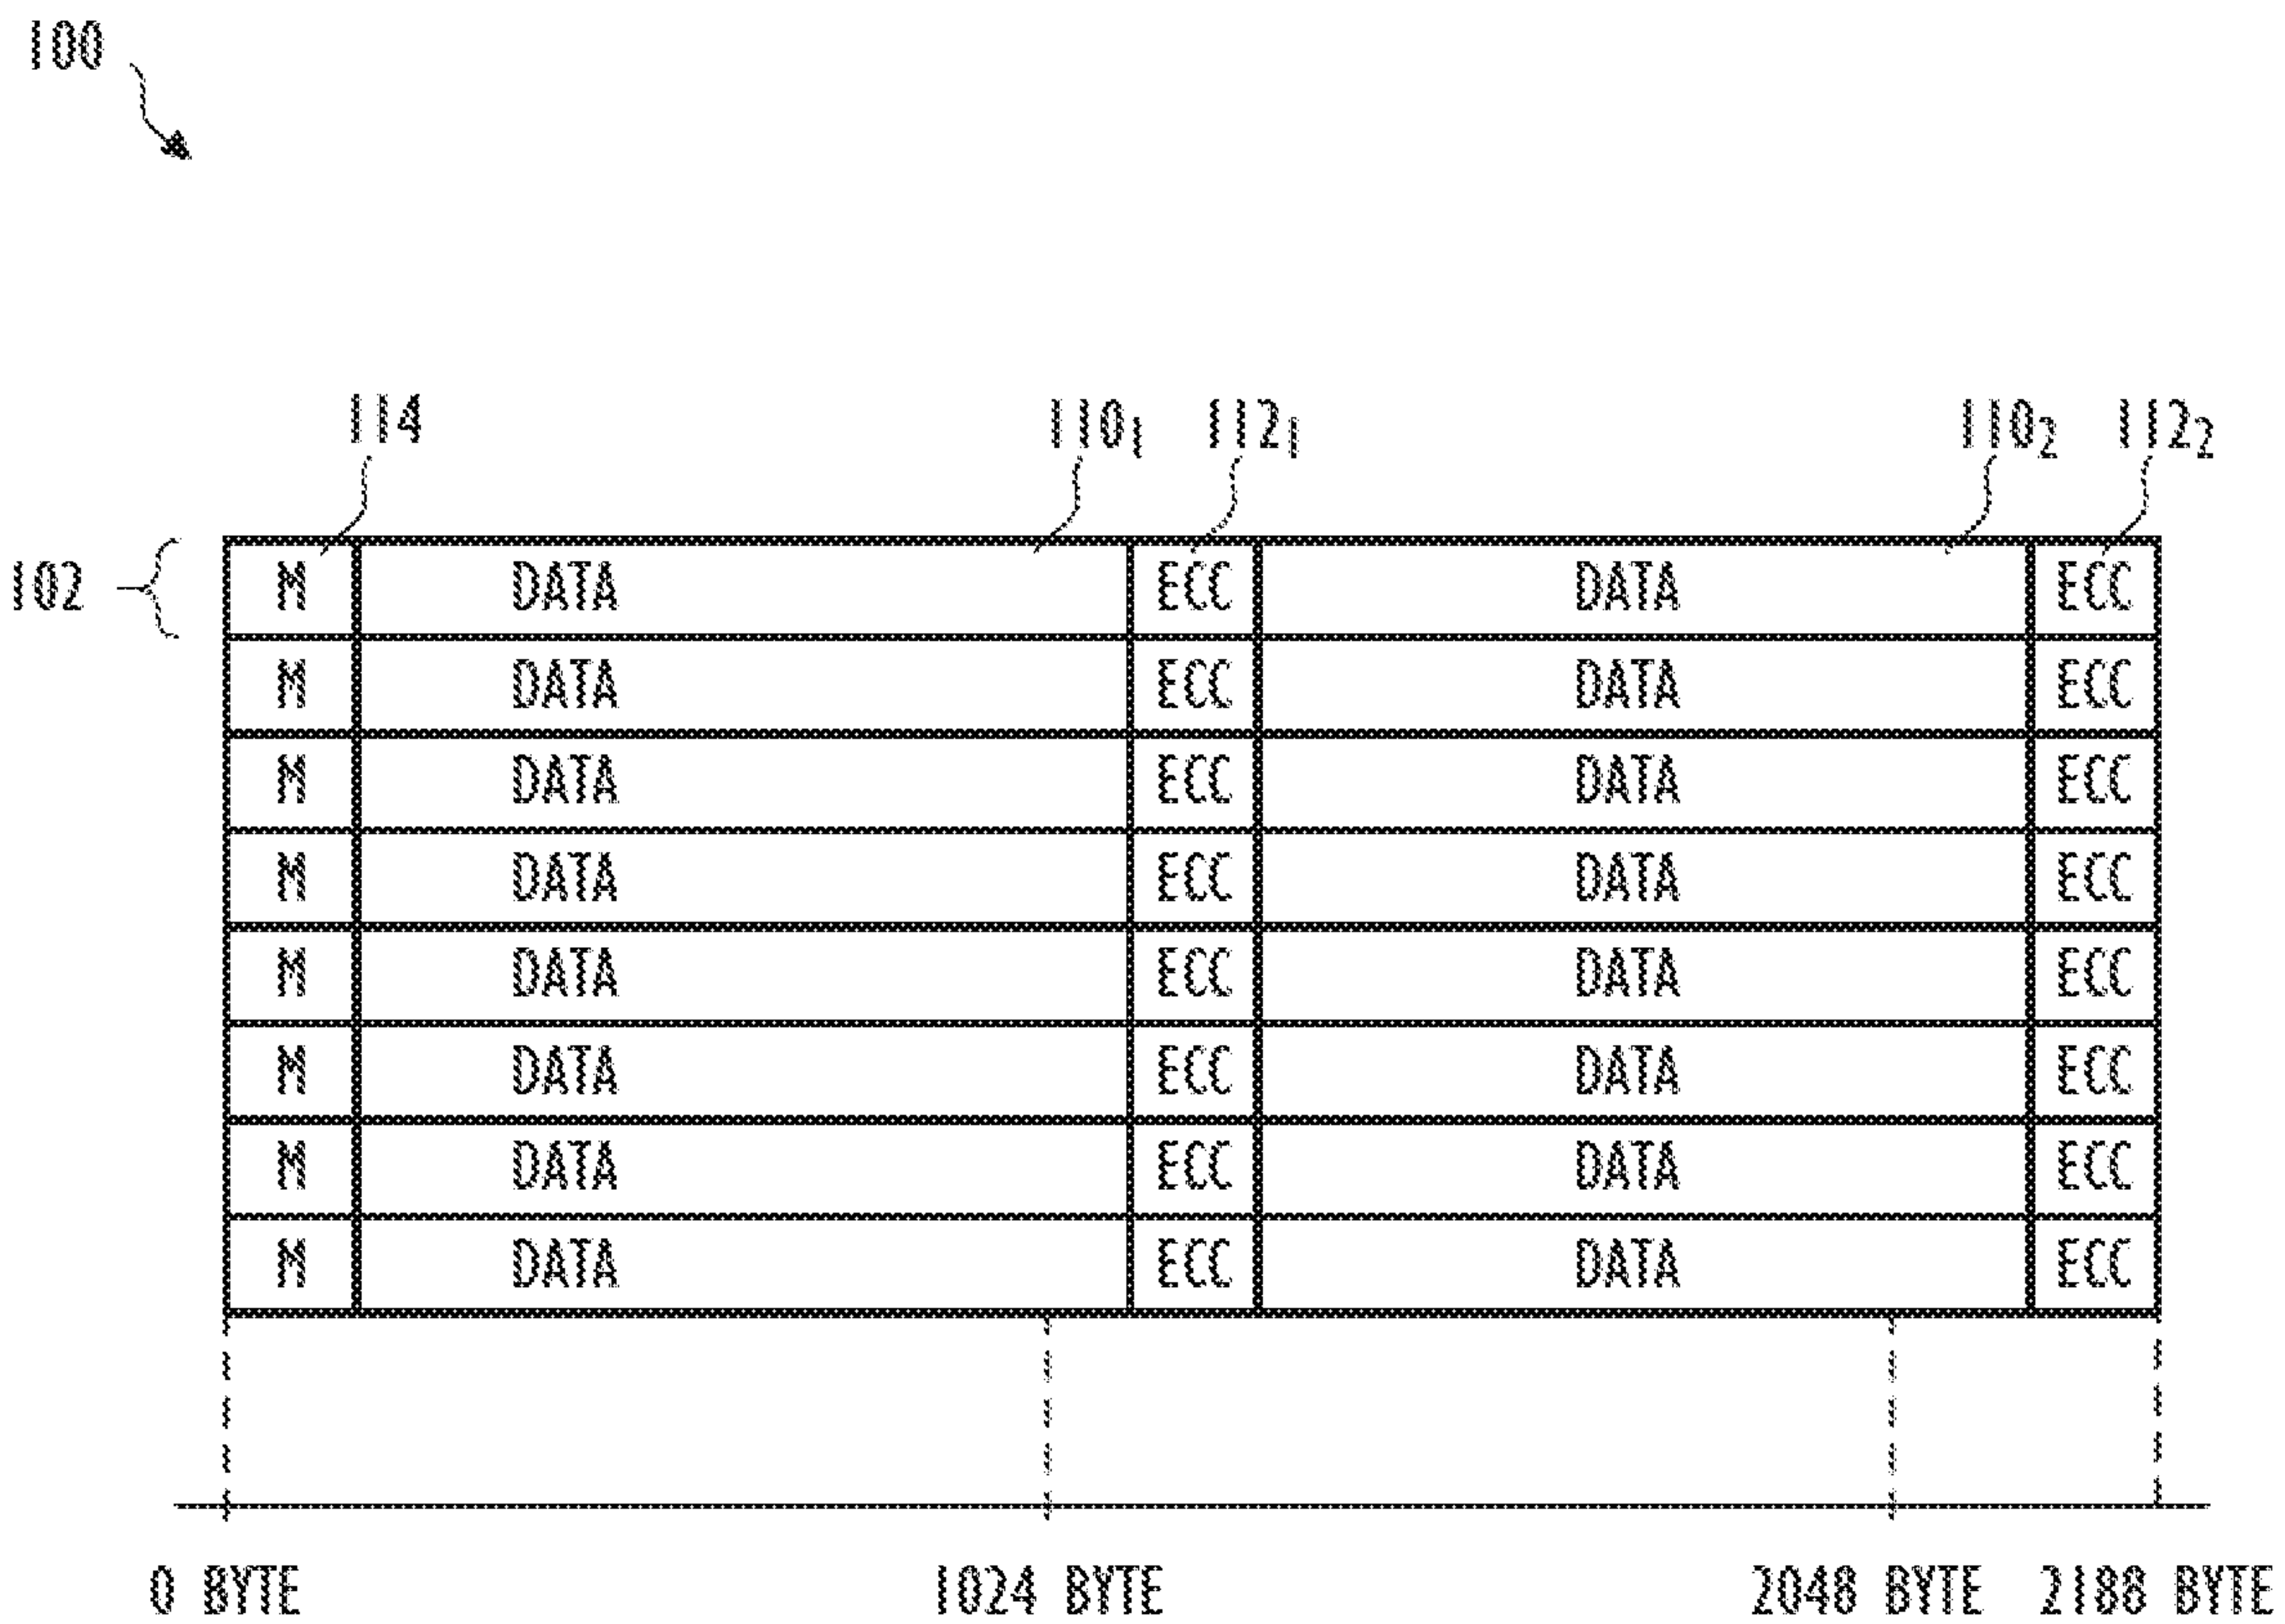 100
114 110₁ 112₁ 110₂ 112₂
102
M DATA ECC DATA ECC
M DATA ECC DATA ECC
M DATA ECC DATA ECC
M DATA ECC DATA ECC
M DATA ECC DATA ECC
M DATA ECC DATA ECC
M DATA ECC DATA ECC
M DATA ECC DATA ECC
0 BYTE 1024 BYTE 2048 BYTE 2188 BYTE